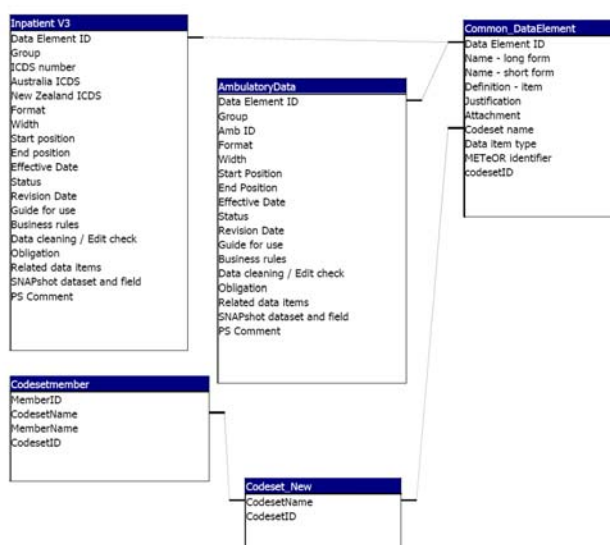 Inpatient V3
Data Element ID
Group
ICDS number
Australia ICDS
New Zealand ICDS
Format
Width
Start position
End position
Effective Date
Status
Revision Date
Guide for use
Business rules
Data cleaning / Edit check
Obligation
Related data items
SNAPshot dataset and field
PS Comment
AmbulatoryData
Data Element ID
Group
Amb ID
Format
Width
Start Position
End Position
Effective Date
Status
Revision Date
Guide for use
Business rules
Data cleaning / Edit check
Obligation
Related data items
SNAPshot dataset and field
PS Comment
Common_DataElement
Data Element ID
Name - long form
Name - short form
Definition - item
Justification
Attachment
Codeset name
Data item type
METeOR identifier
codesetID
Codesetmember
MemberID
CodesetName
MemberName
CodesetID
Codeset_New
CodesetName
CodesetID